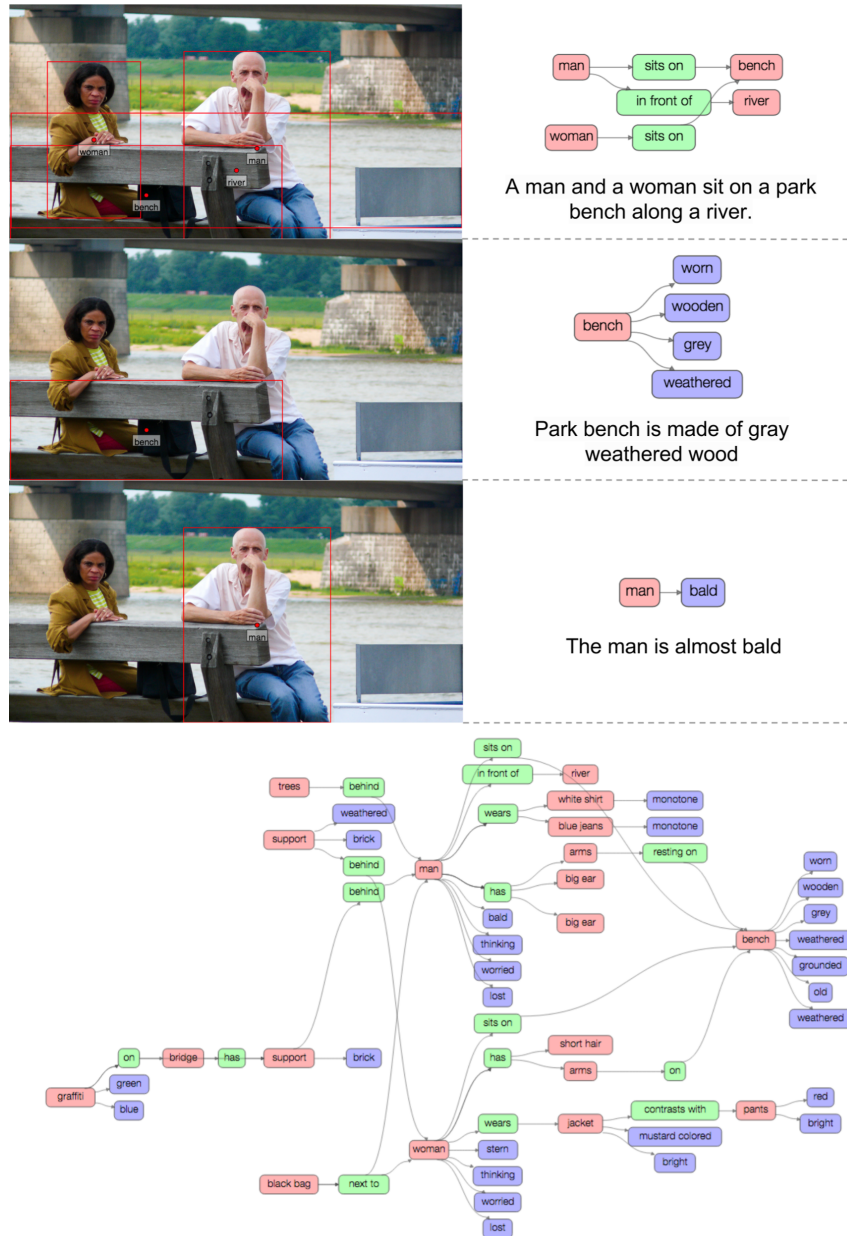 man
sits on
bench
in front of
river
woman
sits on
woman
man
river
bench
A man and a woman sit on a park
bench along a river.
worn
wooden
bench
grey
weathered
bench
Park bench is made of gray
weathered wood
man
bald
man
The man is almost bald
sits on
in front of
river
trees
behind
weathered
wears
white shirt
monotone
support
brick
blue jeans
monotone
behind
arms
resting on
man
behind
has
big ear
bald
big ear
thinking
worried
lost
worn
wooden
grey
bench
weathered
grounded
old
weathered
sits on
on
bridge
has
support
brick
has
short hair
arms
on
graffiti
green
blue
contrasts with
pants
red
wears
jacket
mustard colored
bright
woman
stern
bright
thinking
black bag
next to
worried
lost